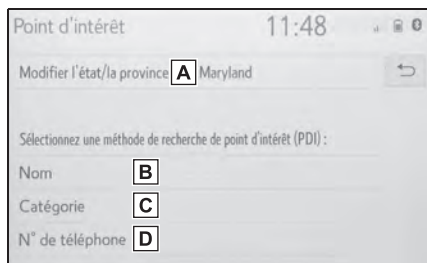 Point d'intérêt 11:48
Modifier l'état/la province A Maryland
Sélectionnez une méthode de recherche de point d'intérêt (PDI) :
Nom B
Catégorie C
N° de téléphone D